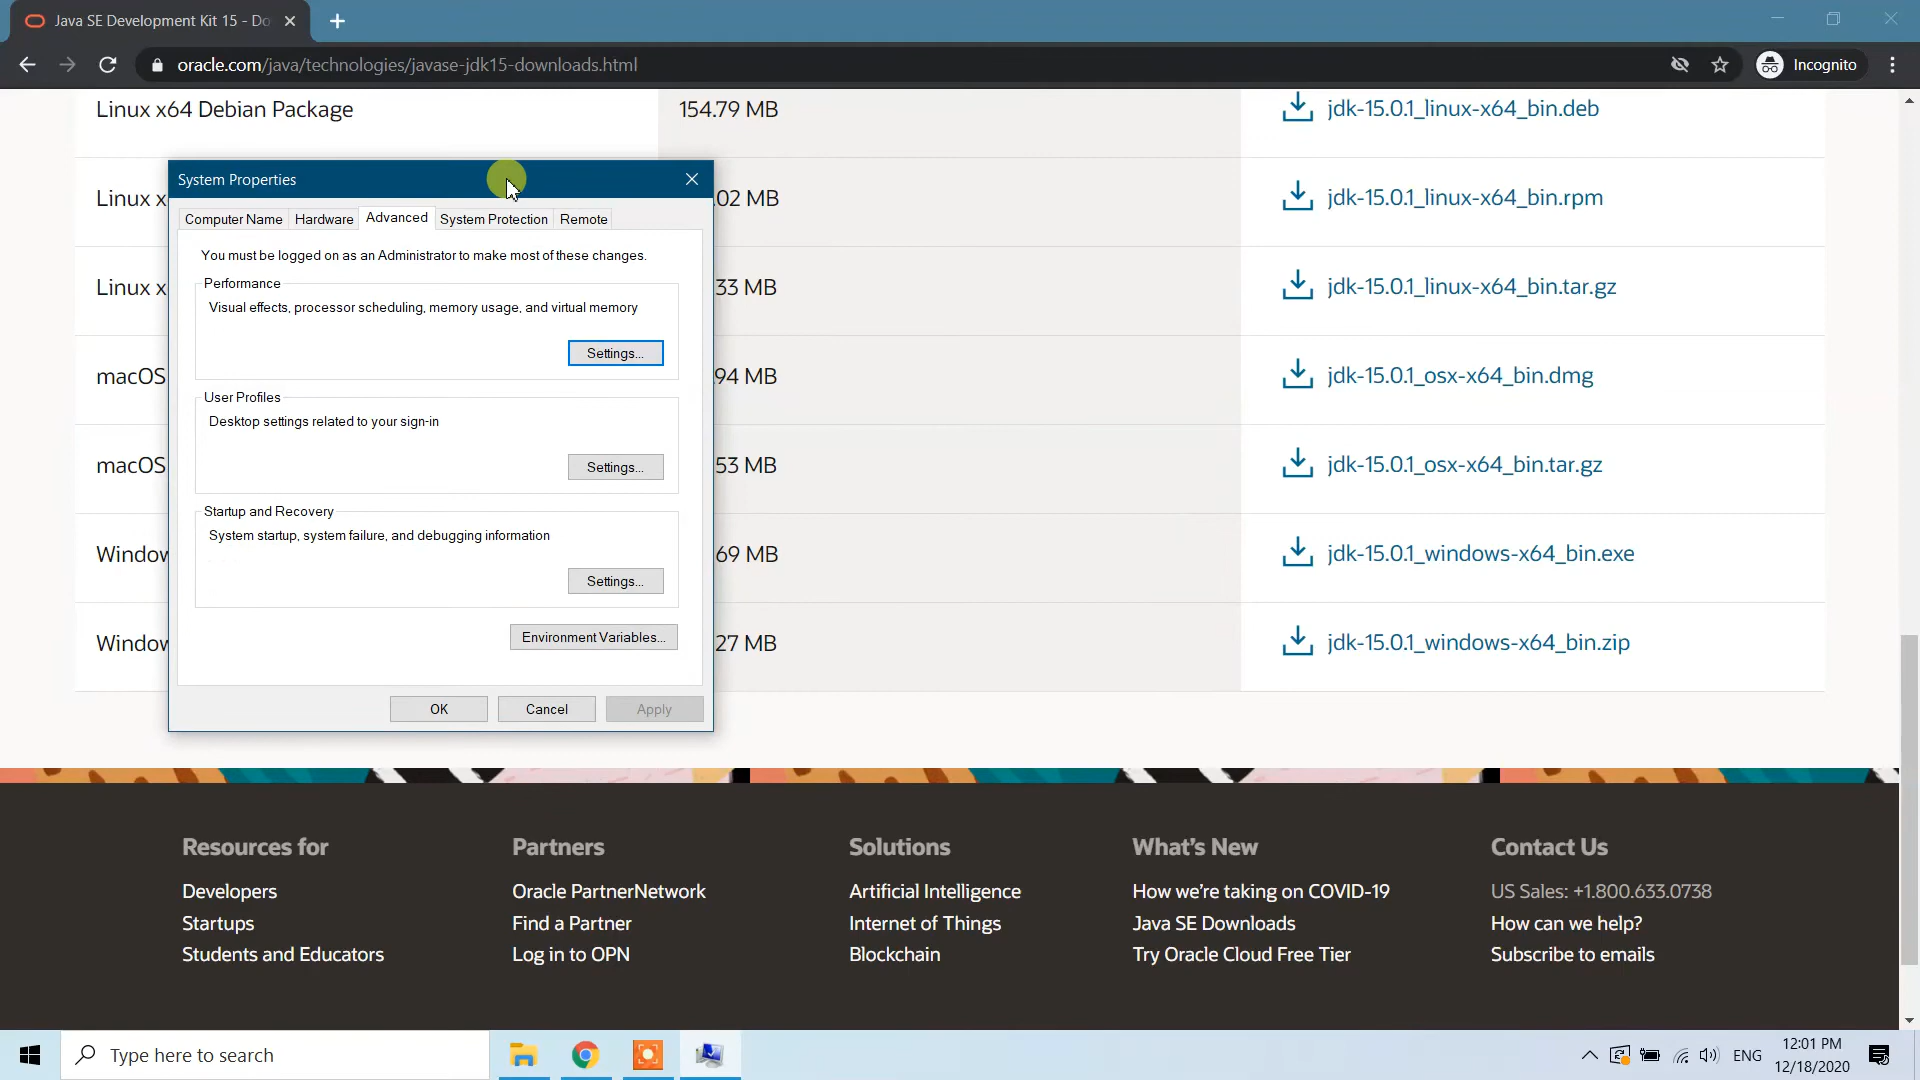 Java SE Development Kit 15 - Do
oracle.com/java/technologies/javase-jdk15-downloads.html
Incognito
Linux x64 Debian Package 154.79 MB jdk-15.0.1_linux-x64_bin.deb
Linux x .02 MB jdk-15.0.1_linux-x64_bin.rpm
Linux x .33 MB jdk-15.0.1_linux-x64_bin.tar.gz
macOS .94 MB jdk-15.0.1_osx-x64_bin.dmg
macOS .53 MB jdk-15.0.1_osx-x64_bin.tar.gz
Window .69 MB jdk-15.0.1_windows-x64_bin.exe
Window .27 MB jdk-15.0.1_windows-x64_bin.zip
System Properties
Computer Name Hardware Advanced System Protection Remote
You must be logged on as an Administrator to make most of these changes.
Performance
Visual effects, processor scheduling, memory usage, and virtual memory
Settings...
User Profiles
Desktop settings related to your sign-in
Settings...
Startup and Recovery
System startup, system failure, and debugging information
Settings...
Environment Variables...
OK Cancel Apply
Resources for
Developers
Startups
Students and Educators
Partners
Oracle PartnerNetwork
Find a Partner
Log in to OPN
Solutions
Artificial Intelligence
Internet of Things
Blockchain
What's New
How we're taking on COVID-19
Java SE Downloads
Try Oracle Cloud Free Tier
Contact Us
US Sales: +1.800.633.0738
How can we help?
Subscribe to emails
Type here to search
ENG
12:01 PM
12/18/2020